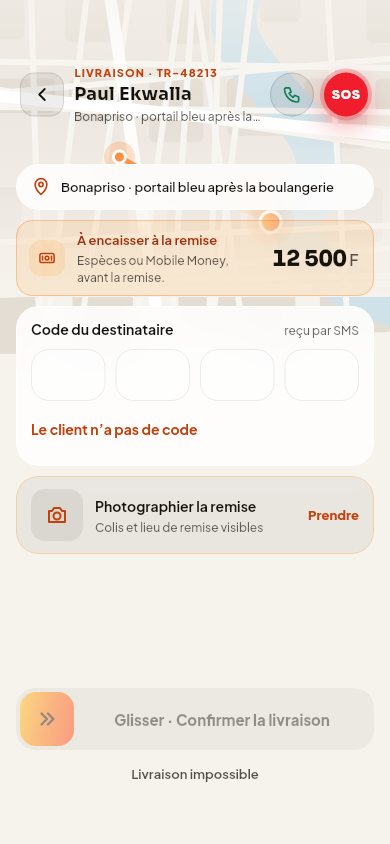 LIVRAISON · TR-48213
Paul Ekwalla
Bonapriso · portail bleu après la...
SOS
Bonapriso · portail bleu après la boulangerie
À encaisser à la remise
Espèces ou Mobile Money,
avant la remise.
12 500 F
Code du destinataire
reçu par SMS
Le client n’a pas de code
Photographier la remise
Colis et lieu de remise visibles
Prendre
Glisser · Confirmer la livraison
Livraison impossible